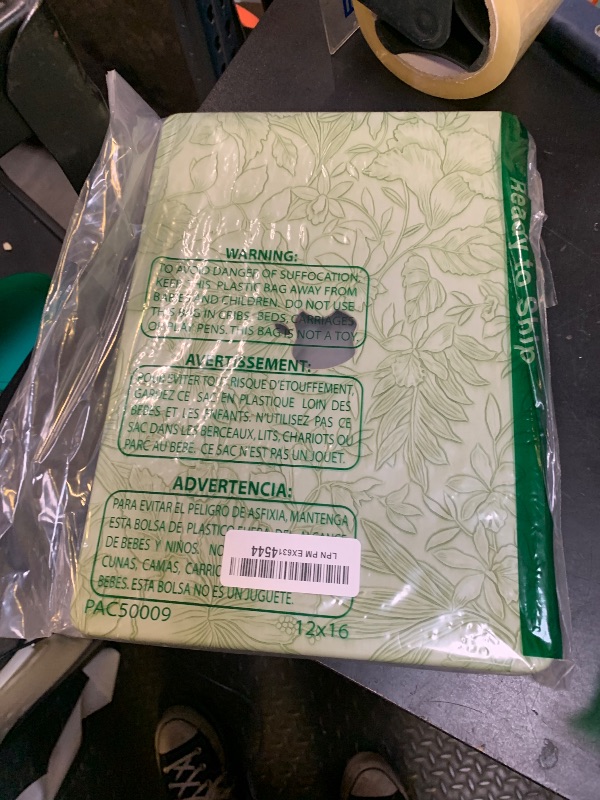 Ready to Ship
WARNING:
TO AVOID DANGER OF SUFFOCATION,
KEEP THIS PLASTIC BAG AWAY FROM
BABIES AND CHILDREN. DO NOT USE
THIS BAG IN CRIBS, BEDS, CARRIAGES
OR PLAY PENS. THIS BAG IS NOT A TOY.
AVERTISSEMENT:
POUR EVITER TOUT RISQUE D'ETOUFFEMENT,
GARDEZ CE SAC EN PLASTIQUE LOIN DES
BEBES ET LES ENFANTS. N'UTILISEZ PAS CE
SAC DANS LES BERCEAUX, LITS, CHARIOTS OU
PARC AU BEBE. CE SAC N'EST PAS UN JOUET.
ADVERTENCIA:
PARA EVITAR EL PELIGRO DE ASFIXIA, MANTENGA
ESTA BOLSA DE PLASTICO FUERA DEL ALCANCE
DE BEBES Y NIÑOS. NO
CUNAS, CAMAS, CARRIC
BEBES. ESTA BOLSA NO ES UN JUGUETE.
LPN PM EX6314544
PAC50009
12x16